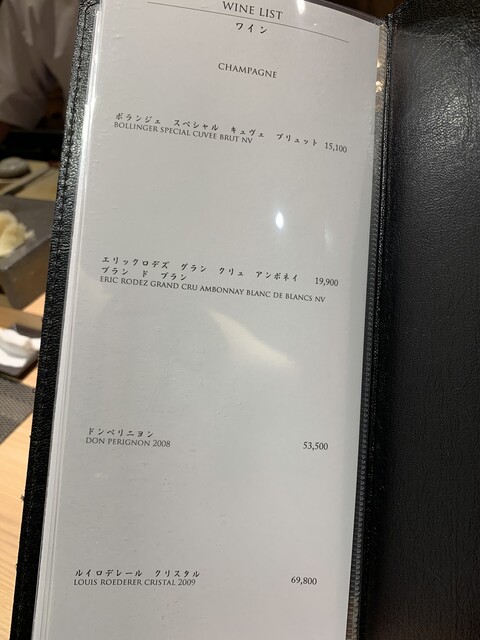 WINE LIST
ワイン
CHAMPAGNE
ボランジェ スペシャル キュヴェ ブリュット 15,100
BOLLINGER SPECIAL CUVEE BRUT NV
エリックロデズ グラン クリュ アンボネイ 19,900
ブラン ド ブラン
ERIC RODEZ GRAND CRU AMBONNAY BLANC DE BLANCS NV
ドンペリニヨン
DON PERIGNON 2008 53,500
ルイロデレール クリスタル
LOUIS ROEDERER CRISTAL 2009 69,800